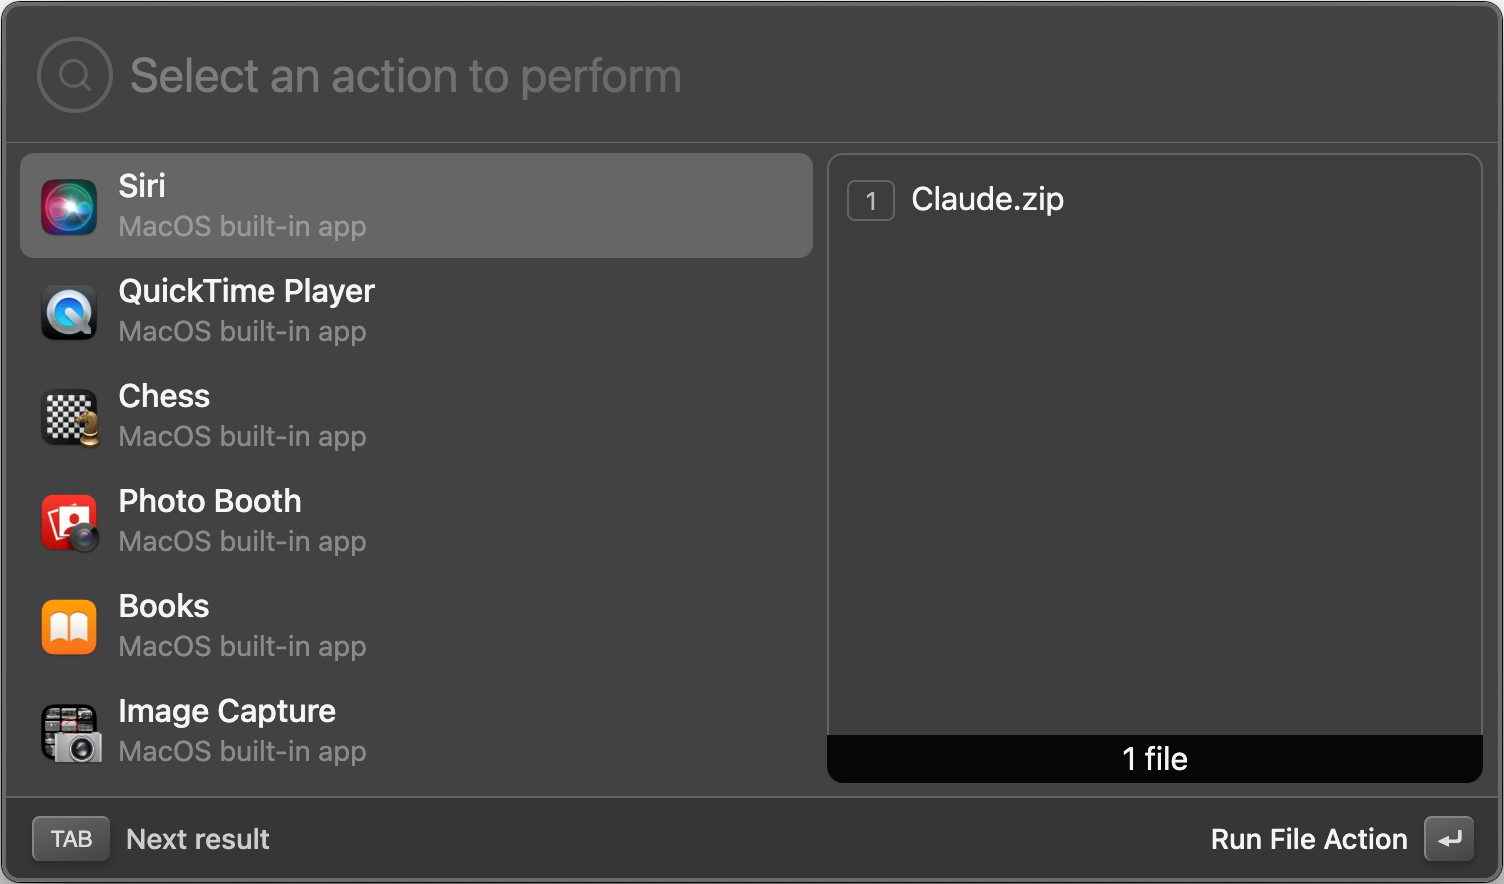 Select an action to perform
Siri
MacOS built-in app
QuickTime Player
MacOS built-in app
Chess
MacOS built-in app
Photo Booth
MacOS built-in app
Books
MacOS built-in app
Image Capture
MacOS built-in app
1 Claude.zip
1 file
TAB Next result
Run File Action